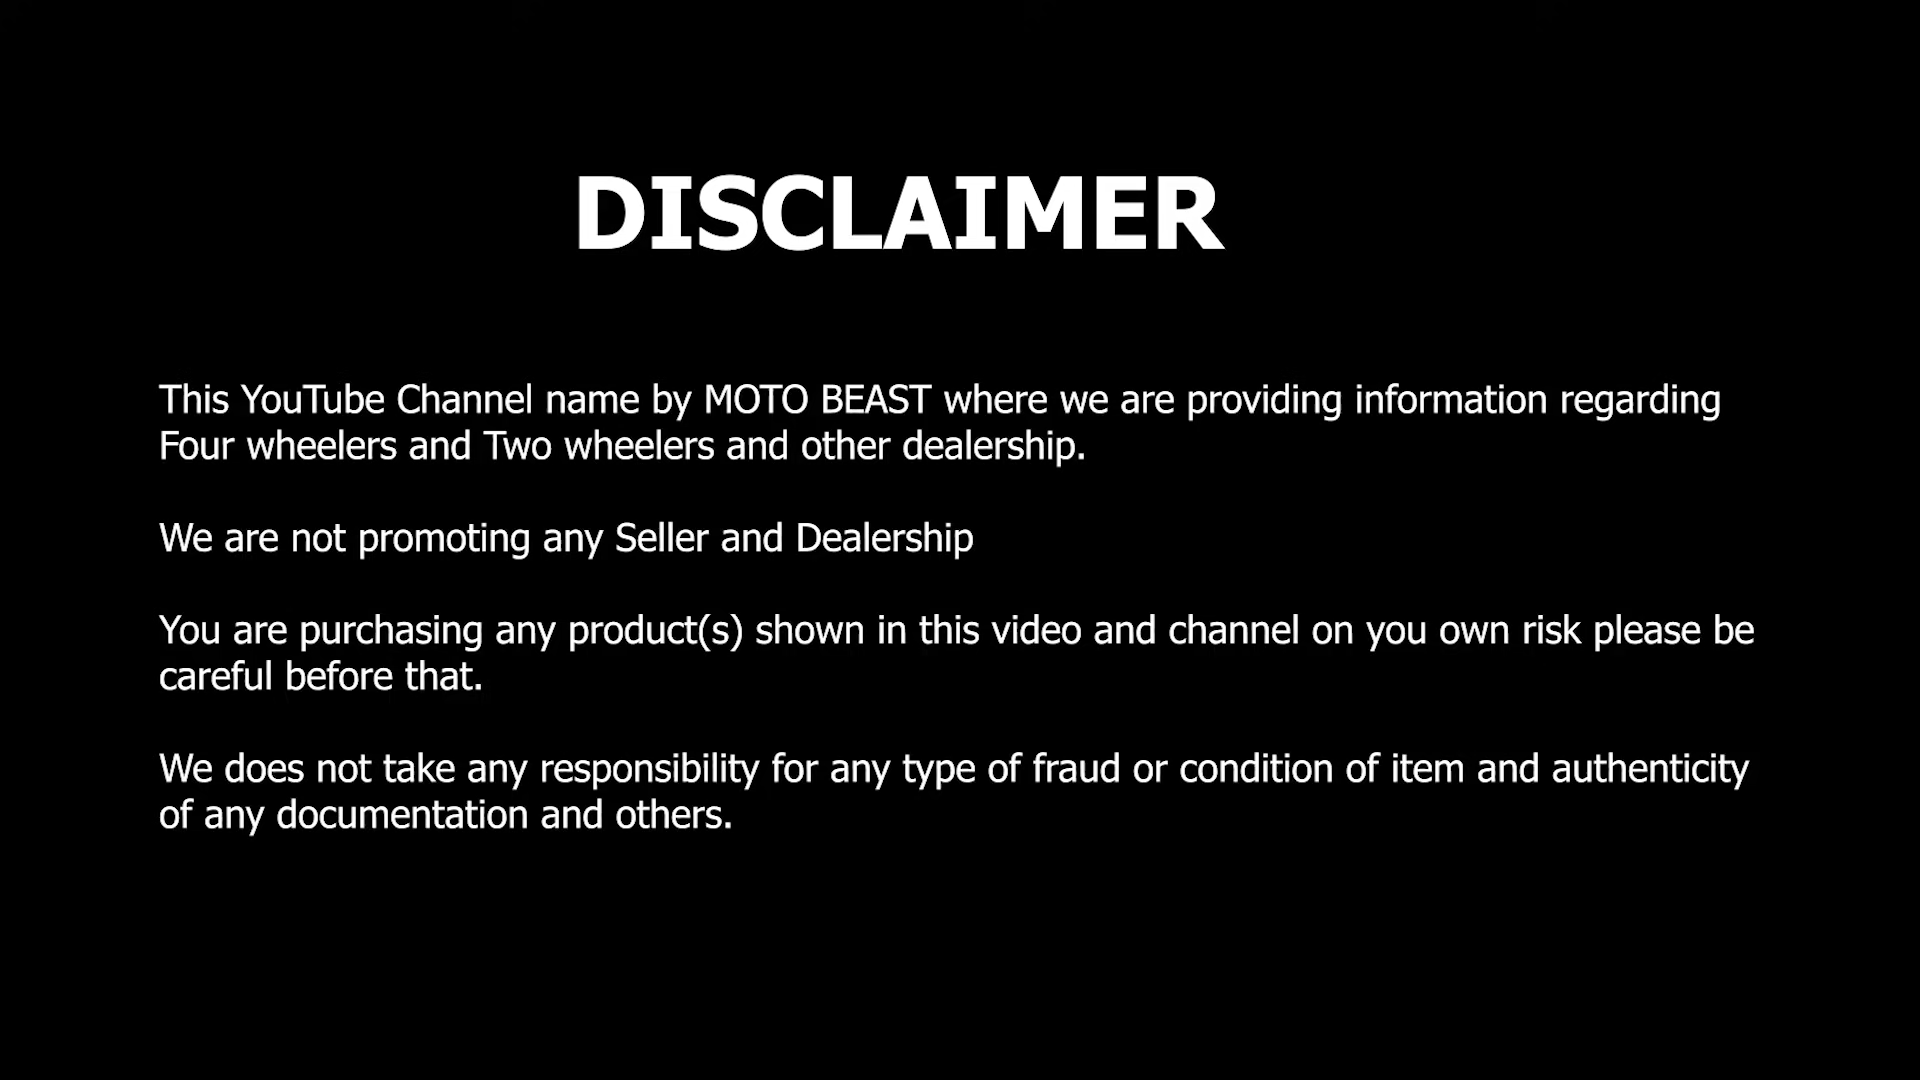 DISCLAIMER
This YouTube Channel name by MOTO BEAST where we are providing information regarding
Four wheelers and Two wheelers and other dealership.
We are not promoting any Seller and Dealership
You are purchasing any product(s) shown in this video and channel on you own risk please be
careful before that.
We does not take any responsibility for any type of fraud or condition of item and authenticity
of any documentation and others.